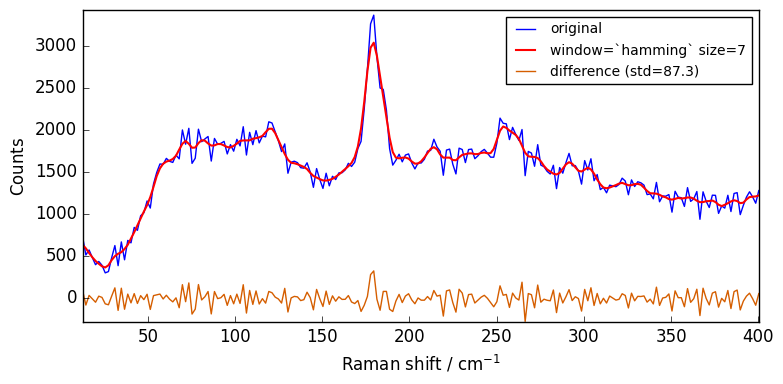 original
window=`hamming` size=7
difference (std=87.3)
3000
2500
2000
1500
1000
500
0
Counts
50 100 150 200 250 300 350 400
Raman shift / cm⁻¹